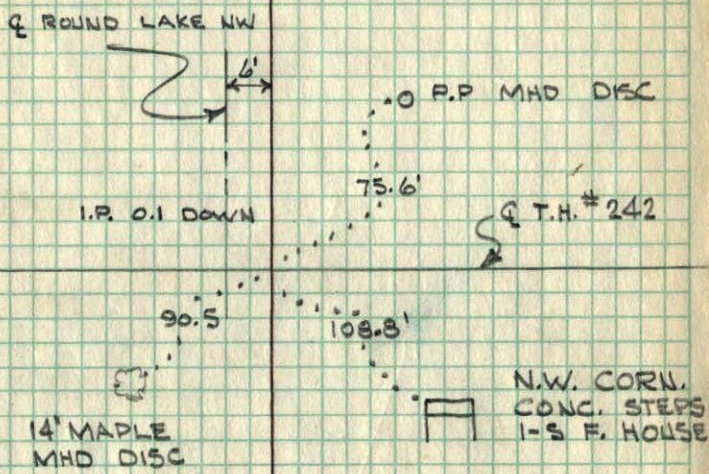 ℄ ROUND LAKE NW
6'
P.P MHD DISC
75.6'
I.P. 0.1 DOWN
℄ T.H. # 242
90.5
108.8'
14' MAPLE
MHD DISC
N.W. CORN.
CONC. STEPS
1-S F. HOUSE